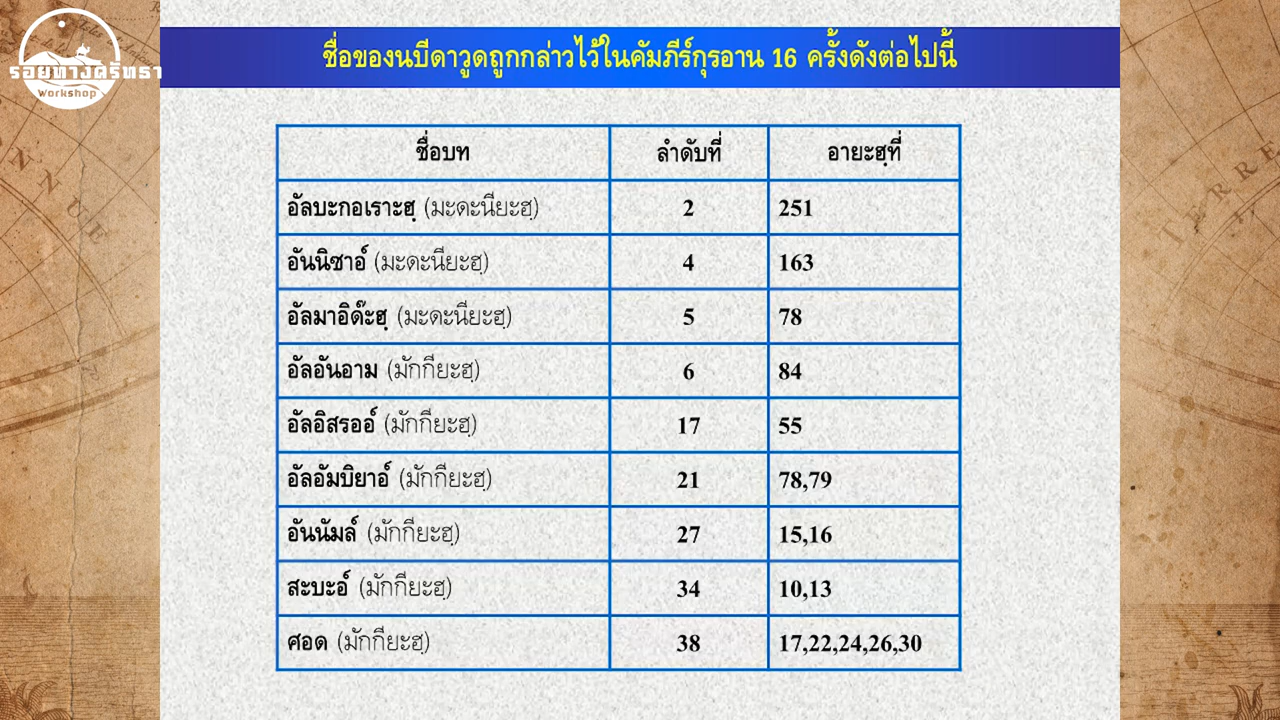 รอยทางศรัทธา
Workshop
ชื่อของนบีดาวูดถูกกล่าวไว้ในคัมภีร์กุรอาน 16 ครั้งดังต่อไปนี้
ชื่อบท ลำดับที่ อายะฮฺที่
อัลบะกอเราะฮฺ (มะดะนียะฮฺ) 2 251
อันนิซาอ์ (มะดะนียะฮฺ) 4 163
อัลมาอิด๊ะฮฺ (มะดะนียะฮฺ) 5 78
อัลอันอาม (มักกียะฮฺ) 6 84
อัลอิสรออ์ (มักกียะฮฺ) 17 55
อัลอัมบิยาอ์ (มักกียะฮฺ) 21 78,79
อันนัมล์ (มักกียะฮฺ) 27 15,16
สะบะอ์ (มักกียะฮฺ) 34 10,13
ศอด (มักกียะฮฺ) 38 17,22,24,26,30